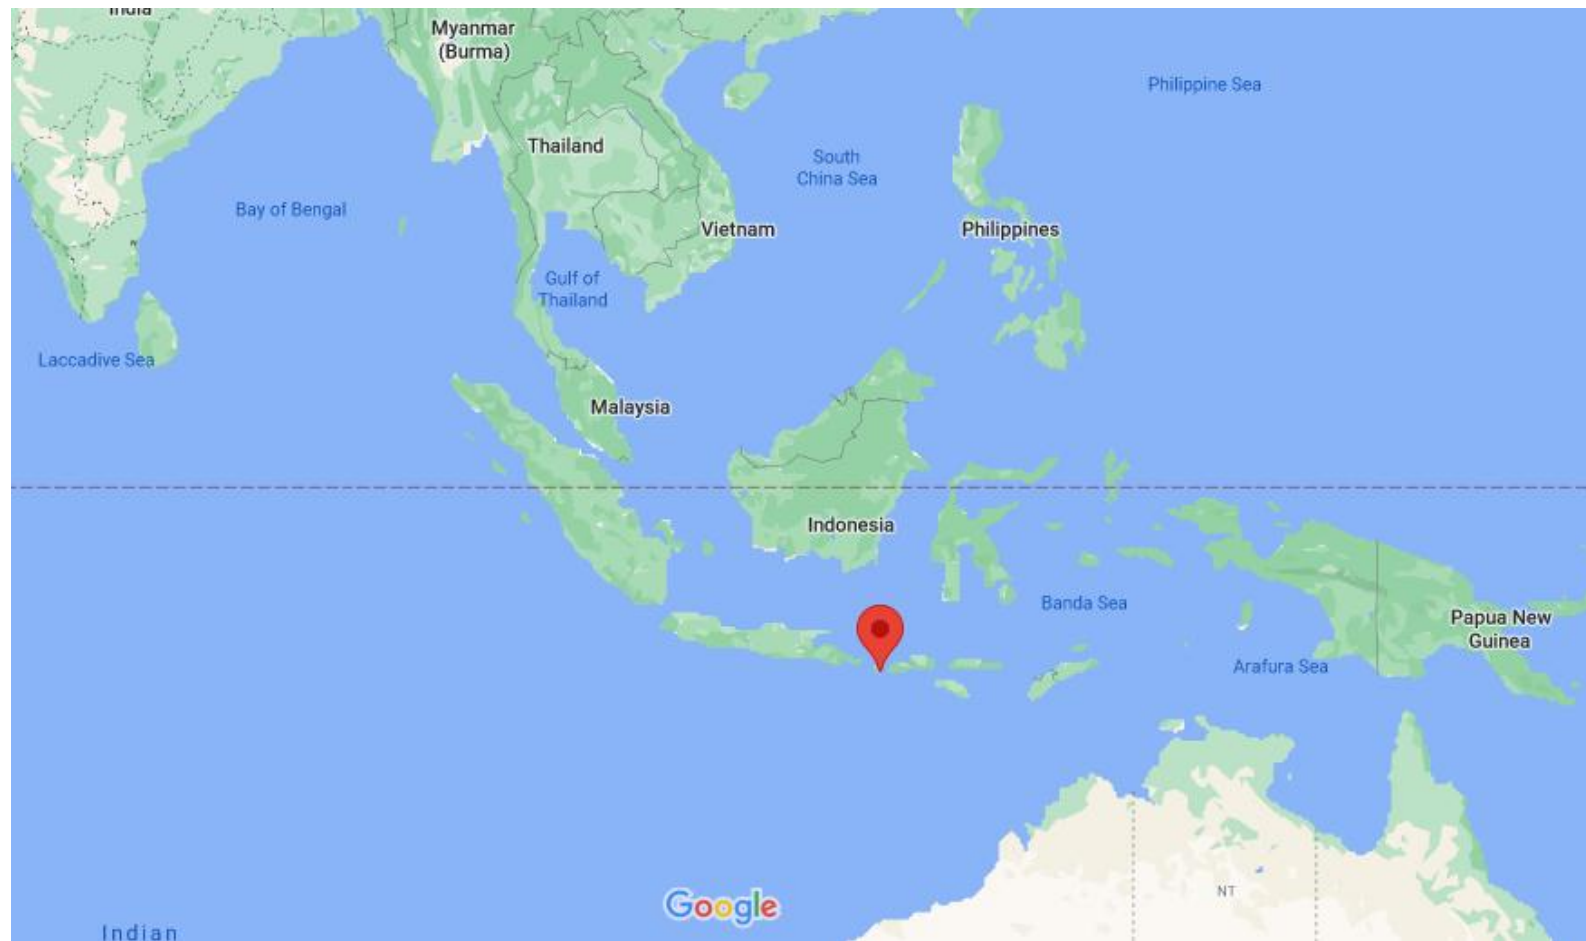 India
Myanmar
(Burma)
Philippine Sea
Thailand
South
China Sea
Bay of Bengal
Vietnam
Philippines
Gulf of
Thailand
Laccadive Sea
Malaysia
Indonesia
Banda Sea
Papua New
Guinea
Arafura Sea
NT
Google
Indian